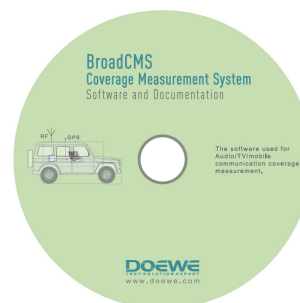 BroadCMS
Coverage Measurement System
Software and Documentation
RF GPS
The software used for
Audio/TV/mobile
communication coverage
measurement.
DOEWE
TEST SOLUTION EXPERT
www.doewe.com